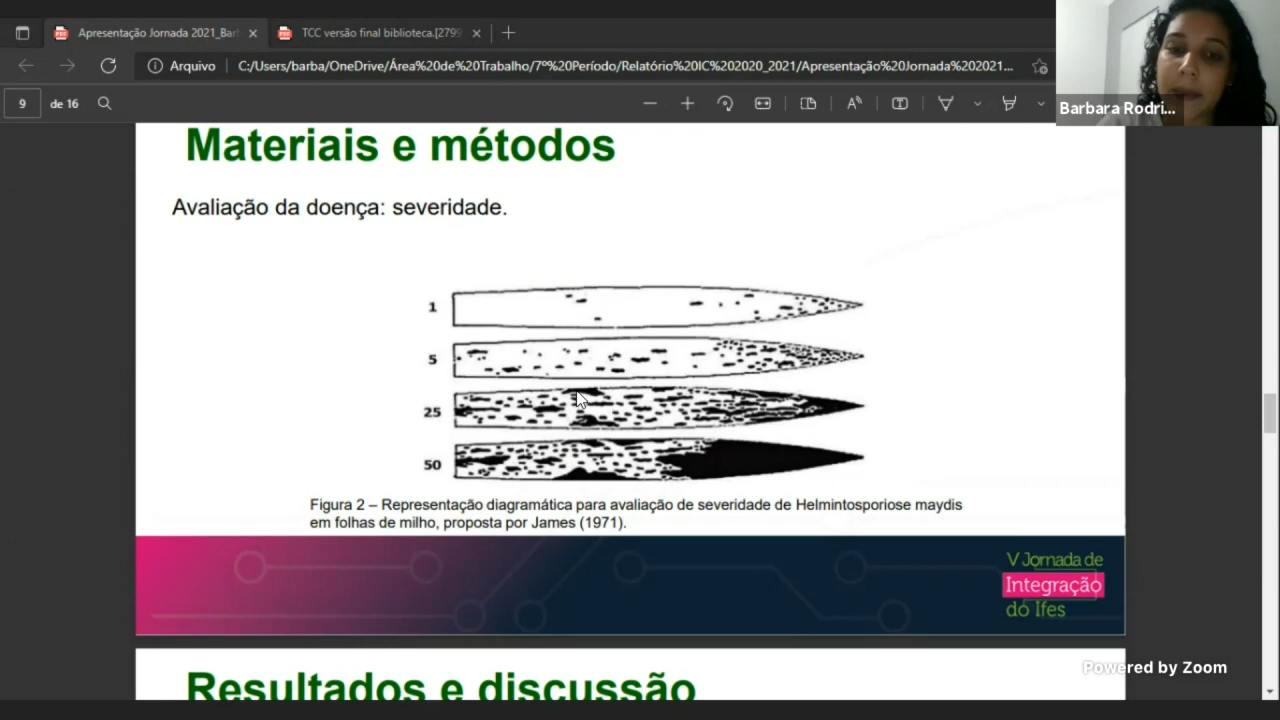 Apresentação Jornada 2021_Bar
TCC versão final biblioteca.[2799
Arquivo
C:/Users/barba/OneDrive/Área%20de%20Trabalho/7º%20Período/Relatório%20IC%202020_2021/Apresentação%20Jornada%202021...
9 de 16
Barbara Rodri...
Materiais e métodos
Avaliação da doença: severidade.
1
5
25
50
Figura 2 – Representação diagramática para avaliação de severidade de Helmintosporiose maydis
em folhas de milho, proposta por James (1971).
V Jornada de
Integração
do Ifes
Powered by Zoom
Resultados e discussão